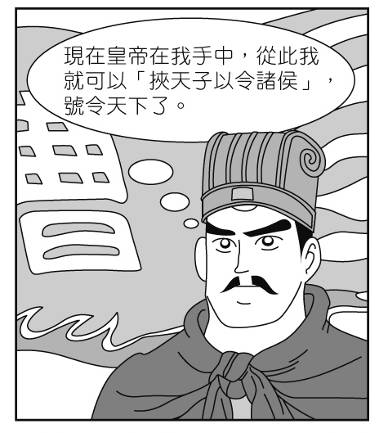 現在皇帝在我手中，從此我
就可以「挾天子以令諸侯」，
號令天下了。
曹